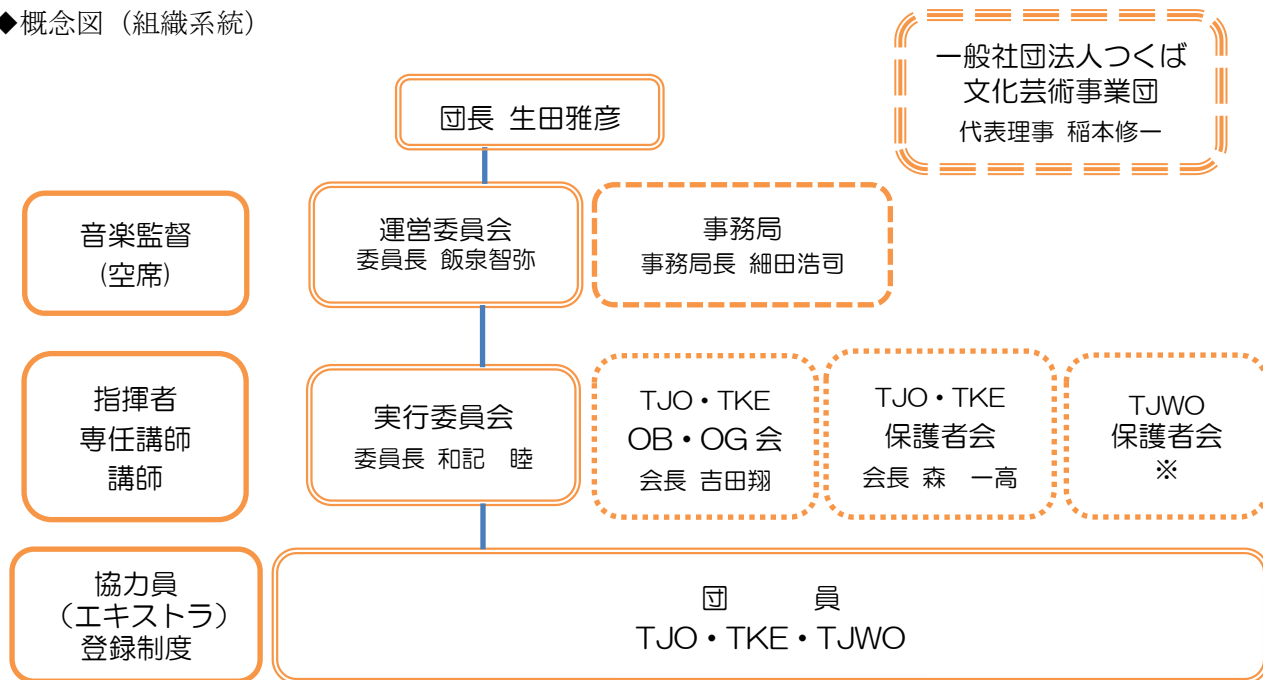 ◆概念図（組織系統）
一般社団法人つくば
文化芸術事業団
代表理事 稲本修一
団長 生田雅彦
音楽監督
(空席)
運営委員会
委員長 飯泉智弥
事務局
事務局長 細田浩司
指揮者
専任講師
講師
実行委員会
委員長 和記　睦
TJO・TKE
OB・OG会
会長 吉田翔
TJO・TKE
保護者会
会長 森　一高
TJWO
保護者会
※
協力員
（エキストラ）
登録制度
団　　員
TJO・TKE・TJWO